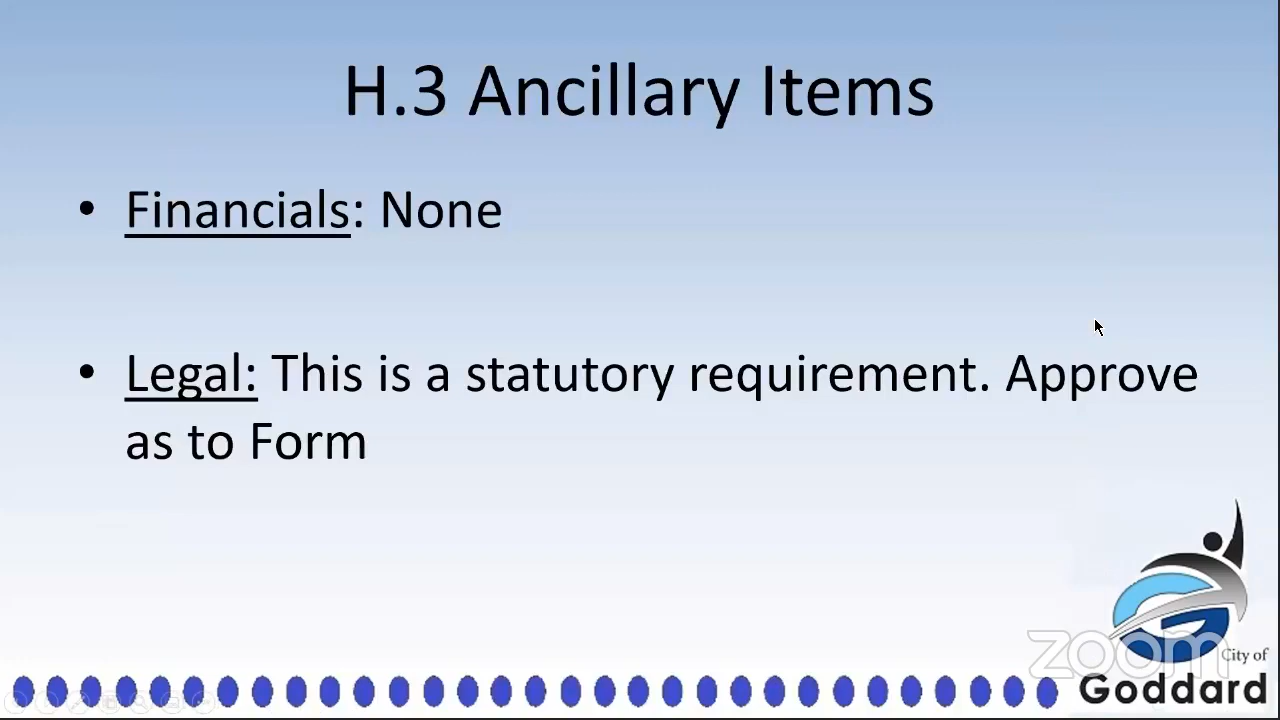 H.3 Ancillary Items
• Financials: None
• Legal: This is a statutory requirement. Approve
as to Form
zoom
City of
Goddard